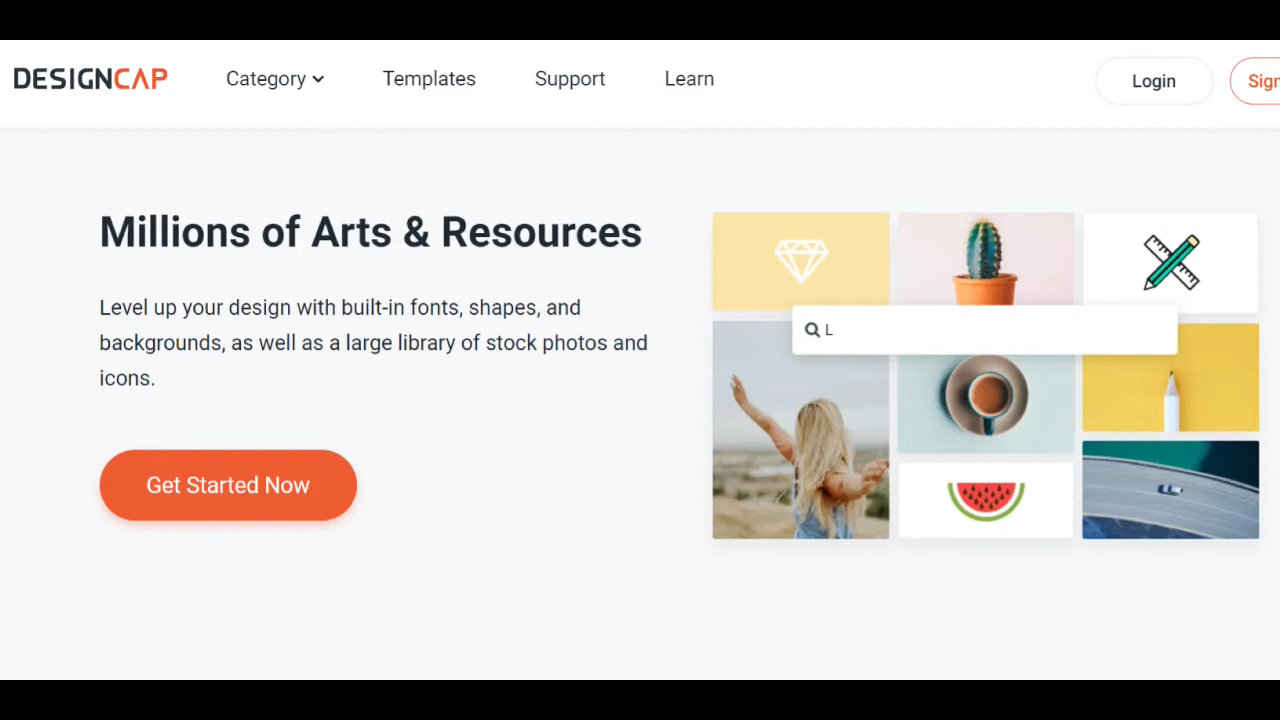 DESIGNCAP
Category
Templates
Support
Learn
Login
Sign
Millions of Arts & Resources
Level up your design with built-in fonts, shapes, and
backgrounds, as well as a large library of stock photos and
icons.
L
Get Started Now